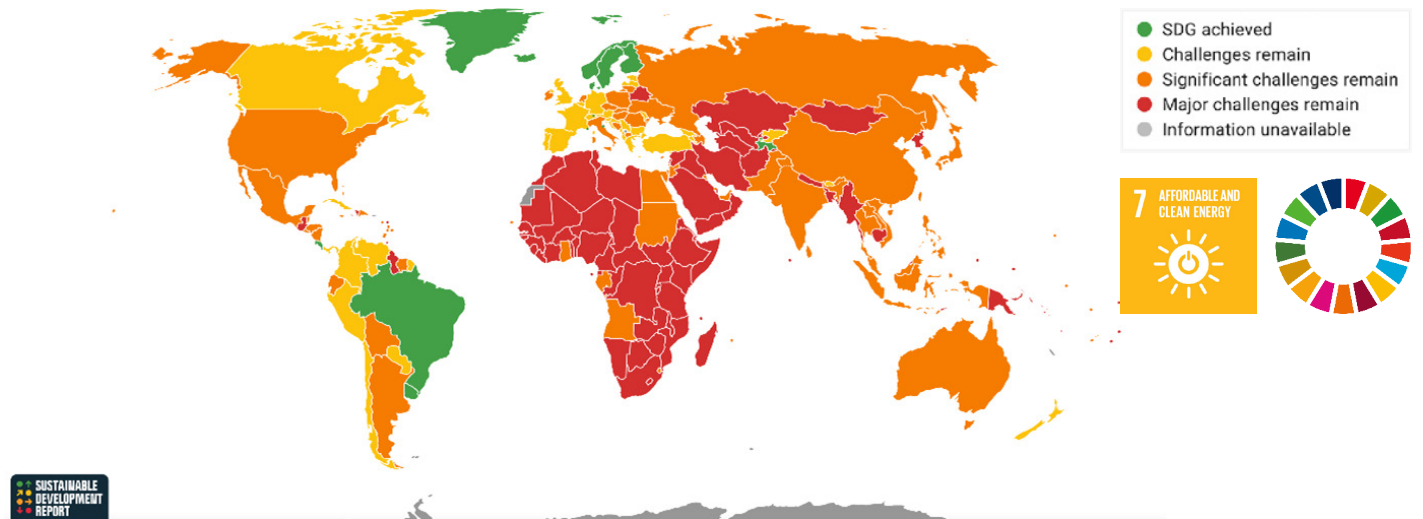 SDG achieved
Challenges remain
Significant challenges remain
Major challenges remain
Information unavailable
7 AFFORDABLE AND
CLEAN ENERGY
SUSTAINABLE
DEVELOPMENT
REPORT